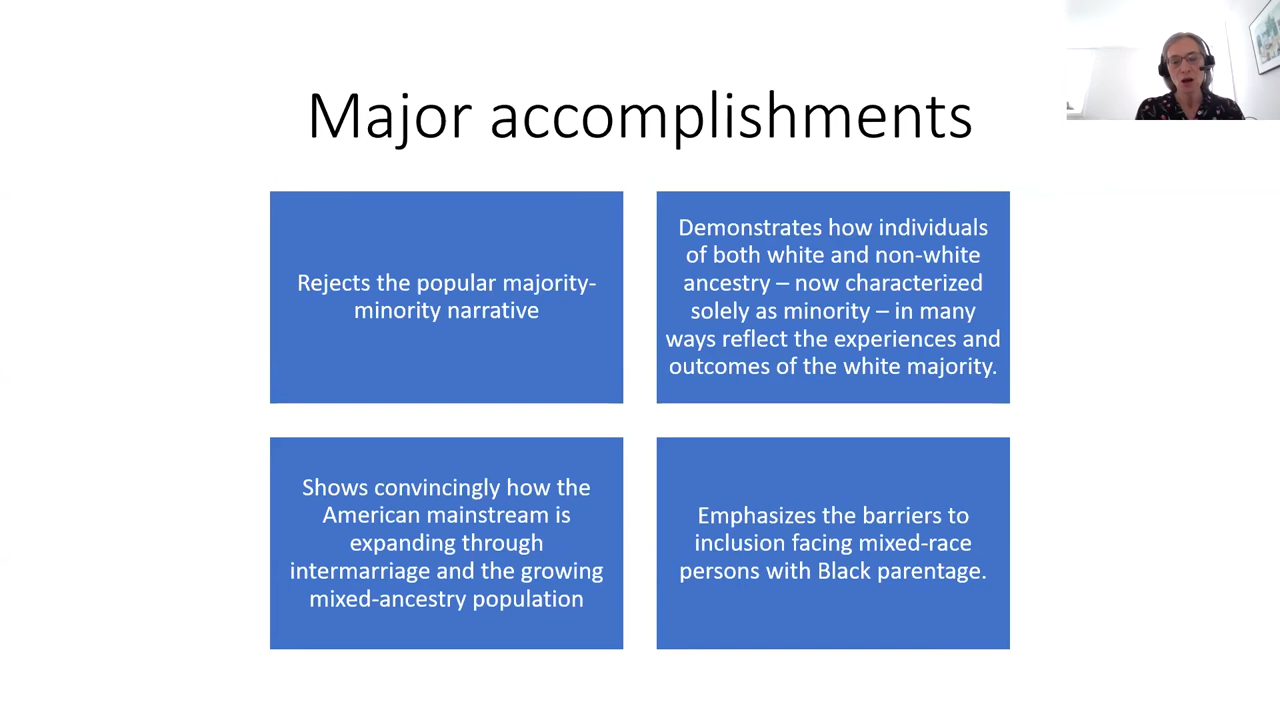 Major accomplishments
Rejects the popular majority-
minority narrative
Demonstrates how individuals
of both white and non-white
ancestry – now characterized
solely as minority – in many
ways reflect the experiences and
outcomes of the white majority.
Shows convincingly how the
American mainstream is
expanding through
intermarriage and the growing
mixed-ancestry population
Emphasizes the barriers to
inclusion facing mixed-race
persons with Black parentage.